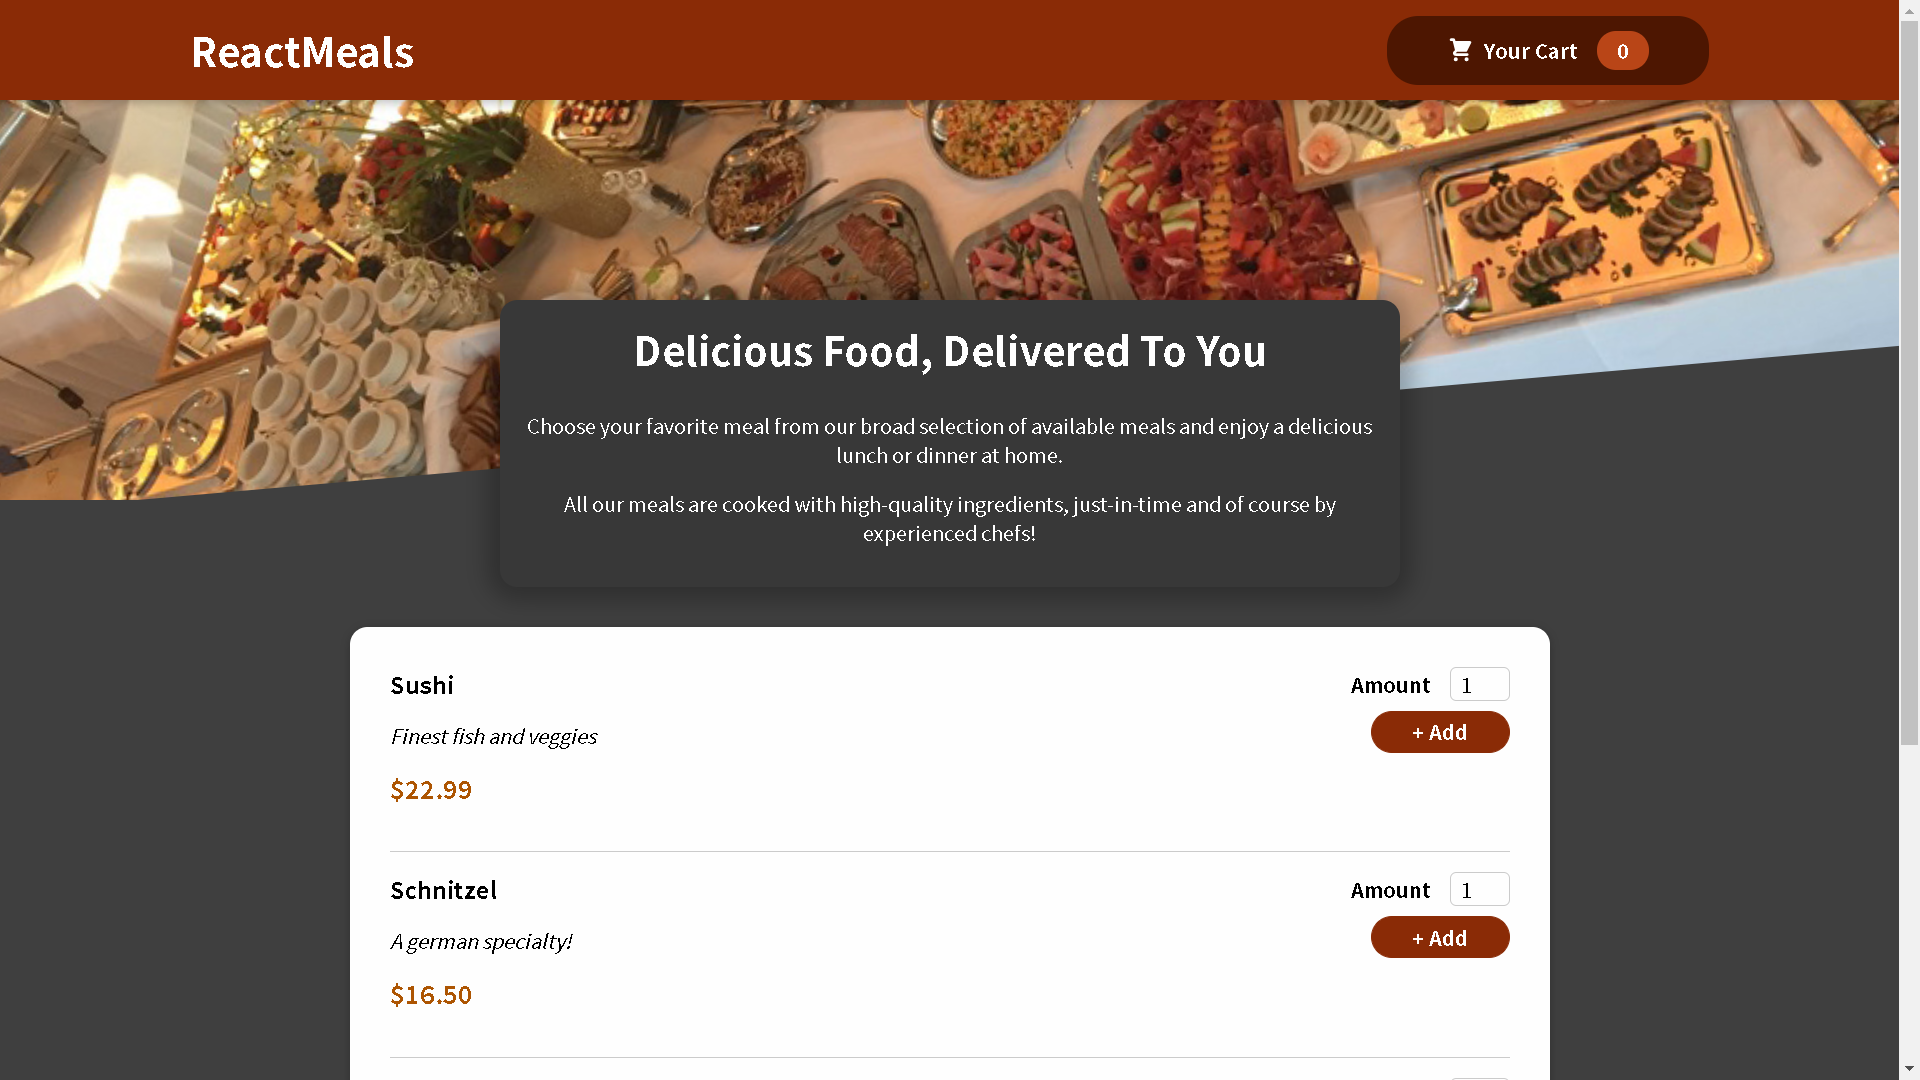 ReactMeals
Your Cart 0
Delicious Food, Delivered To You
Choose your favorite meal from our broad selection of available meals and enjoy a delicious
lunch or dinner at home.
All our meals are cooked with high-quality ingredients, just-in-time and of course by
experienced chefs!
Sushi
Amount 1
Finest fish and veggies
+ Add
$22.99
Schnitzel
Amount 1
A german specialty!
+ Add
$16.50